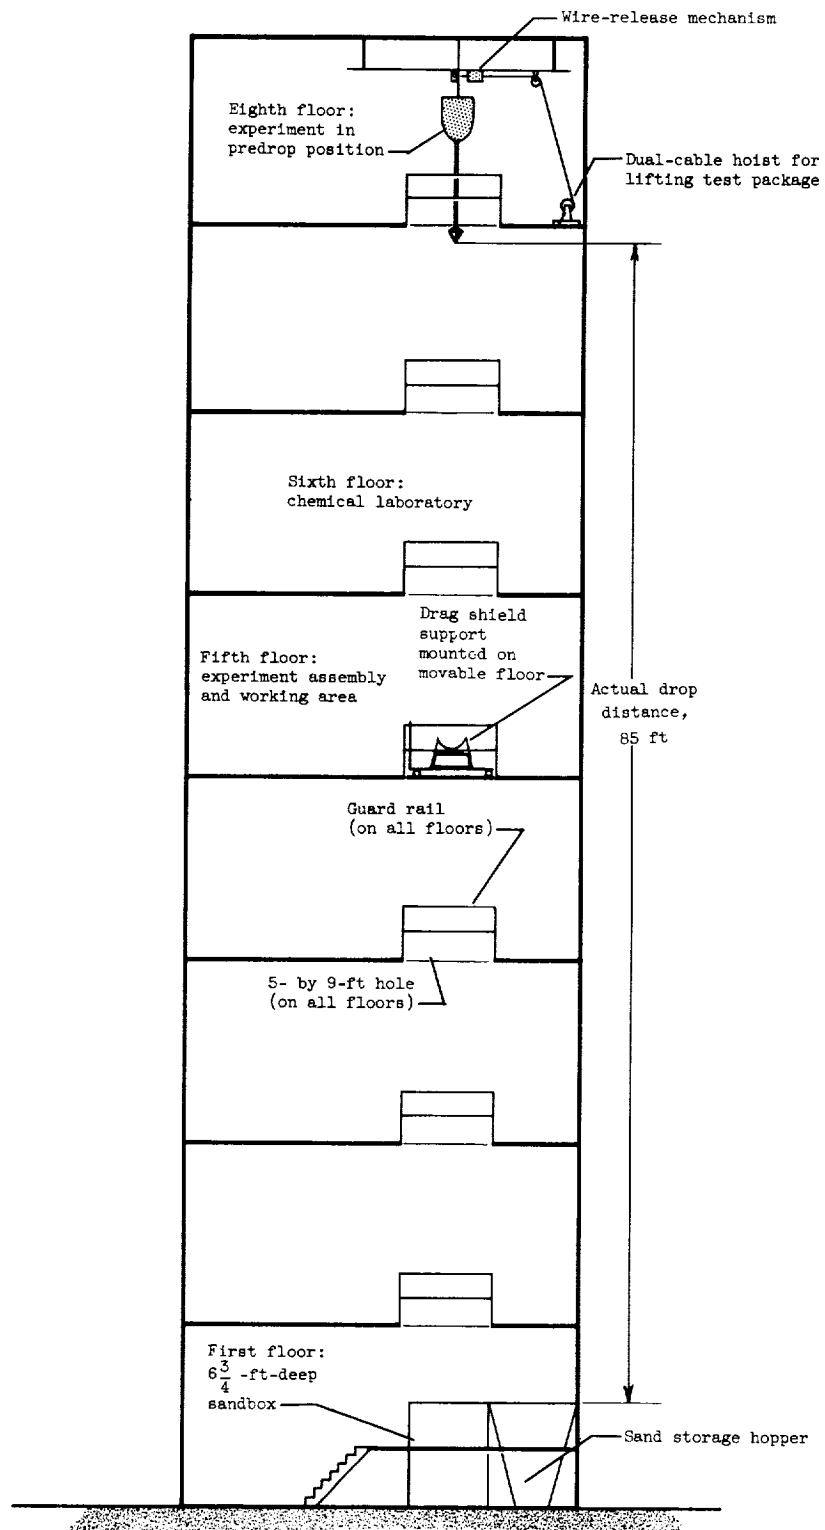 Wire-release mechanism
Eighth floor:
experiment in
predrop position
Dual-cable hoist for
lifting test package
Sixth floor:
chemical laboratory
Drag shield
support
mounted on
movable floor
Fifth floor:
experiment assembly
and working area
Actual drop
distance,
85 ft
Guard rail
(on all floors)
5- by 9-ft hole
(on all floors)
First floor:
6 3/4 -ft-deep
sandbox
Sand storage hopper